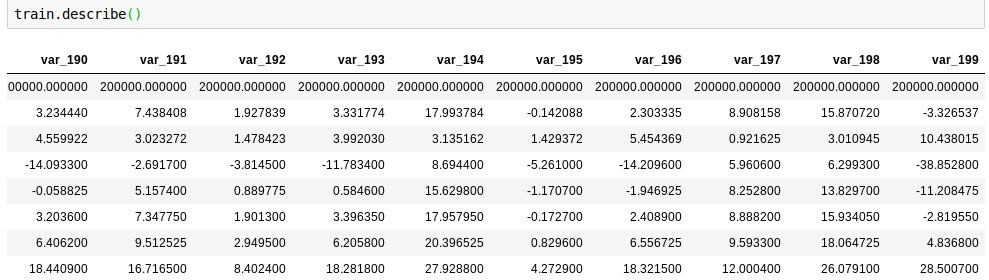 train.describe()
var_190 var_191 var_192 var_193 var_194 var_195 var_196 var_197 var_198 var_199
00000.000000 200000.000000 200000.000000 200000.000000 200000.000000 200000.000000 200000.000000 200000.000000 200000.000000 200000.000000
3.234440 7.438408 1.927839 3.331774 17.993784 -0.142088 2.303335 8.908158 15.870720 -3.326537
4.559922 3.023272 1.478423 3.992030 3.135162 1.429372 5.454369 0.921625 3.010945 10.438015
-14.093300 -2.691700 -3.814500 -11.783400 8.694400 -5.261000 -14.209600 5.960600 6.299300 -38.852800
-0.058825 5.157400 0.889775 0.584600 15.629800 -1.170700 -1.946925 8.252800 13.829700 -11.208475
3.203600 7.347750 1.901300 3.396350 17.957950 -0.172700 2.408900 8.888200 15.934050 -2.819550
6.406200 9.512525 2.949500 6.205800 20.396525 0.829600 6.556725 9.593300 18.064725 4.836800
18.440900 16.716500 8.402400 18.281800 27.928800 4.272900 18.321500 12.000400 26.079100 28.500700